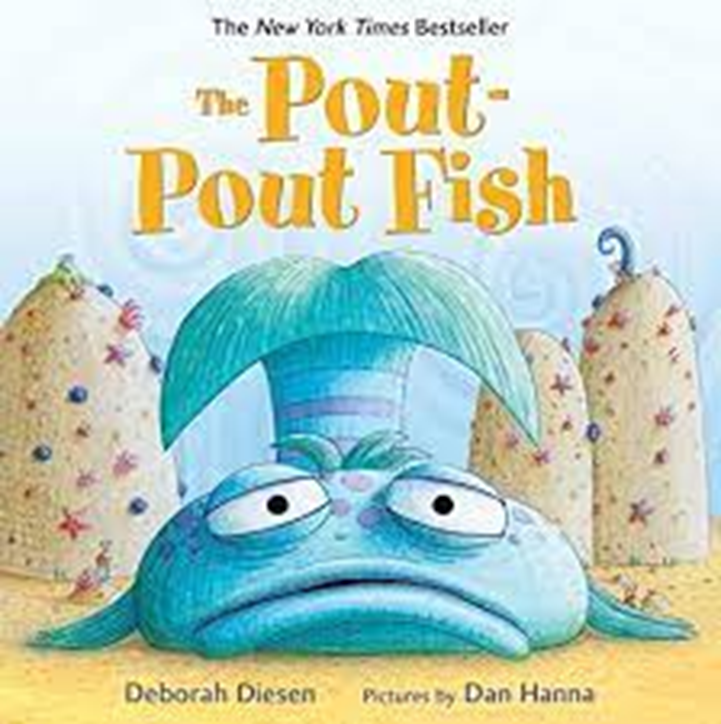 The New York Times Bestseller
The Pout-
Pout Fish
Deborah Diesen Pictures by Dan Hanna